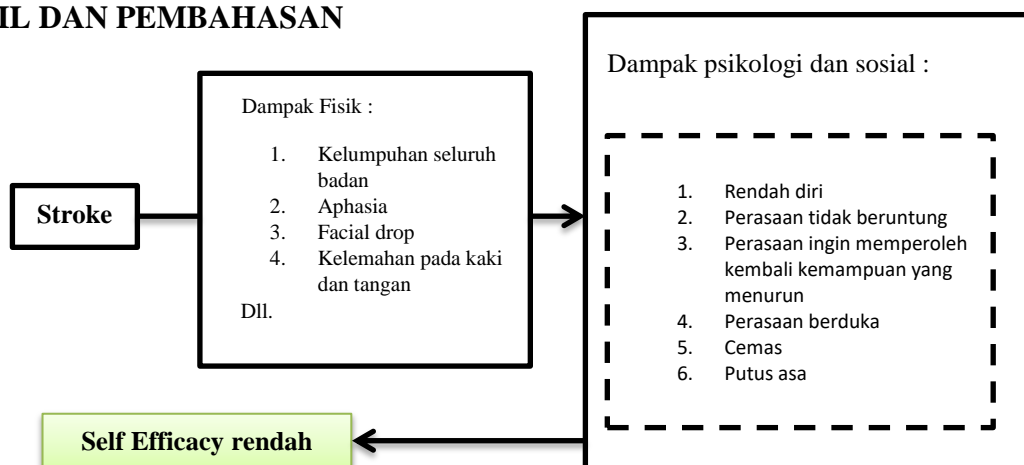 IL DAN PEMBAHASAN
Stroke
Dampak Fisik :
1. Kelumpuhan seluruh
badan
2. Aphasia
3. Facial drop
4. Kelemahan pada kaki
dan tangan
Dll.
Dampak psikologi dan sosial :
1. Rendah diri
2. Perasaan tidak beruntung
3. Perasaan ingin memperoleh
kembali kemampuan yang
menurun
4. Perasaan berduka
5. Cemas
6. Putus asa
Self Efficacy rendah